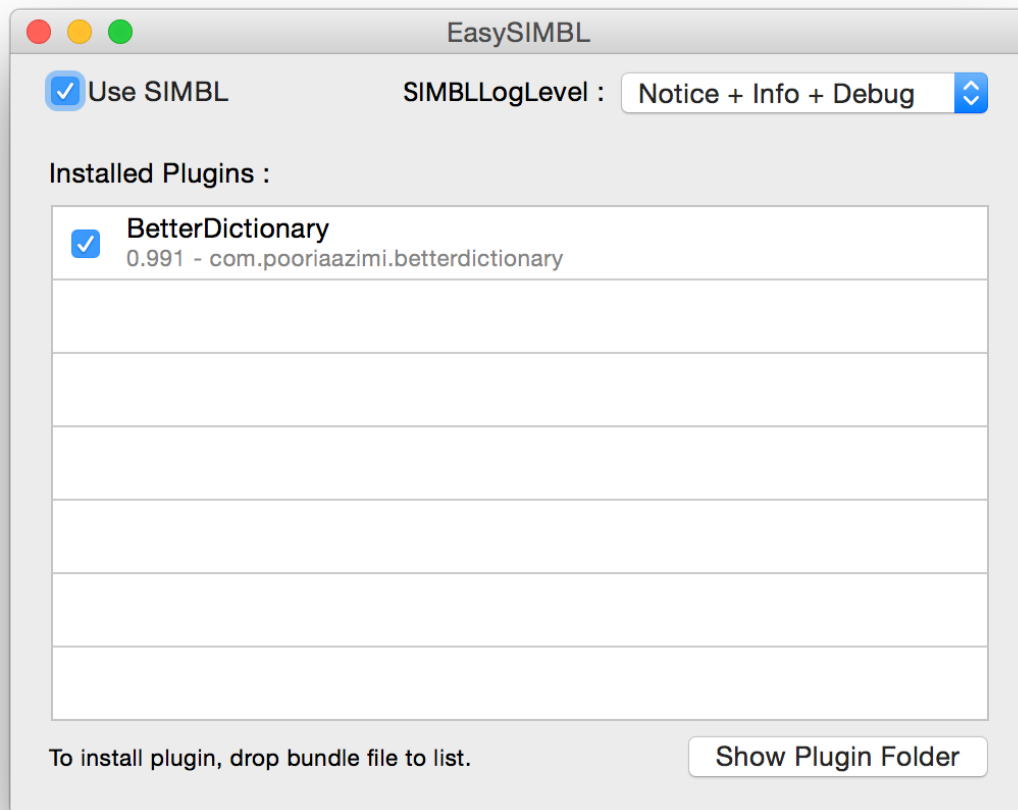 EasySIMBL
Use SIMBL
SIMBLLogLevel :
Notice + Info + Debug
Installed Plugins :
BetterDictionary
0.991 - com.pooriaazimi.betterdictionary
To install plugin, drop bundle file to list.
Show Plugin Folder